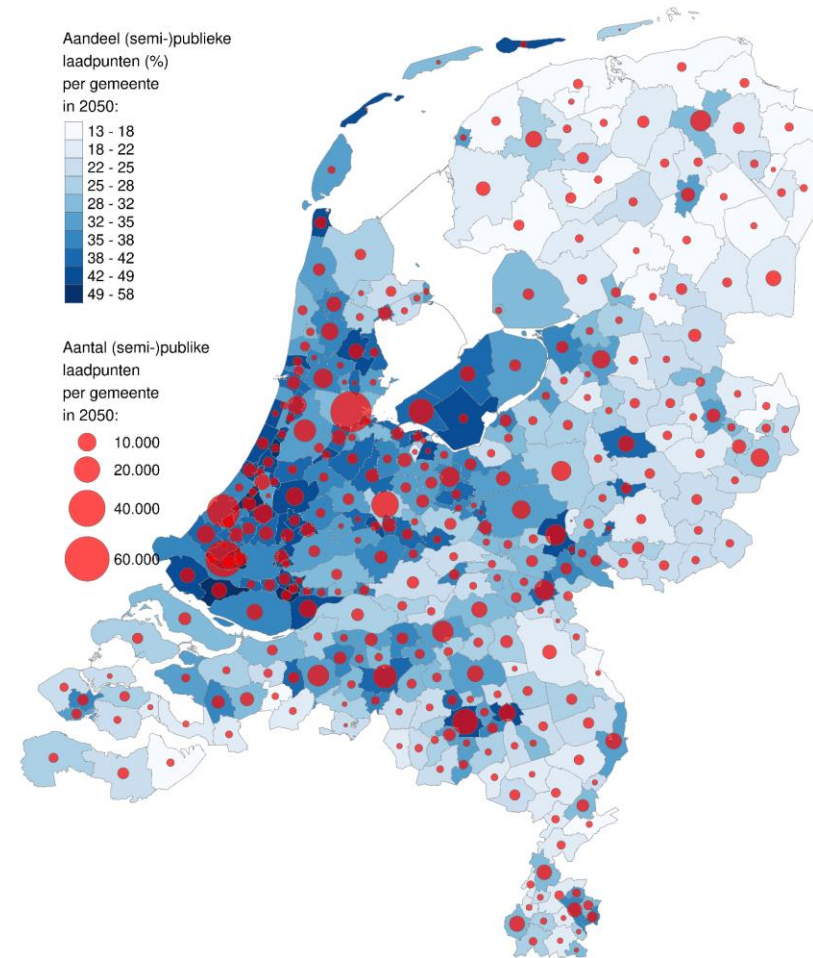 Aandeel (semi-)publieke
laadpunten (%)
per gemeente
in 2050:
13 - 18
18 - 22
22 - 25
25 - 28
28 - 32
32 - 35
35 - 38
38 - 42
42 - 49
49 - 58
Aantal (semi-)publike
laadpunten
per gemeente
in 2050:
10.000
20.000
40.000
60.000